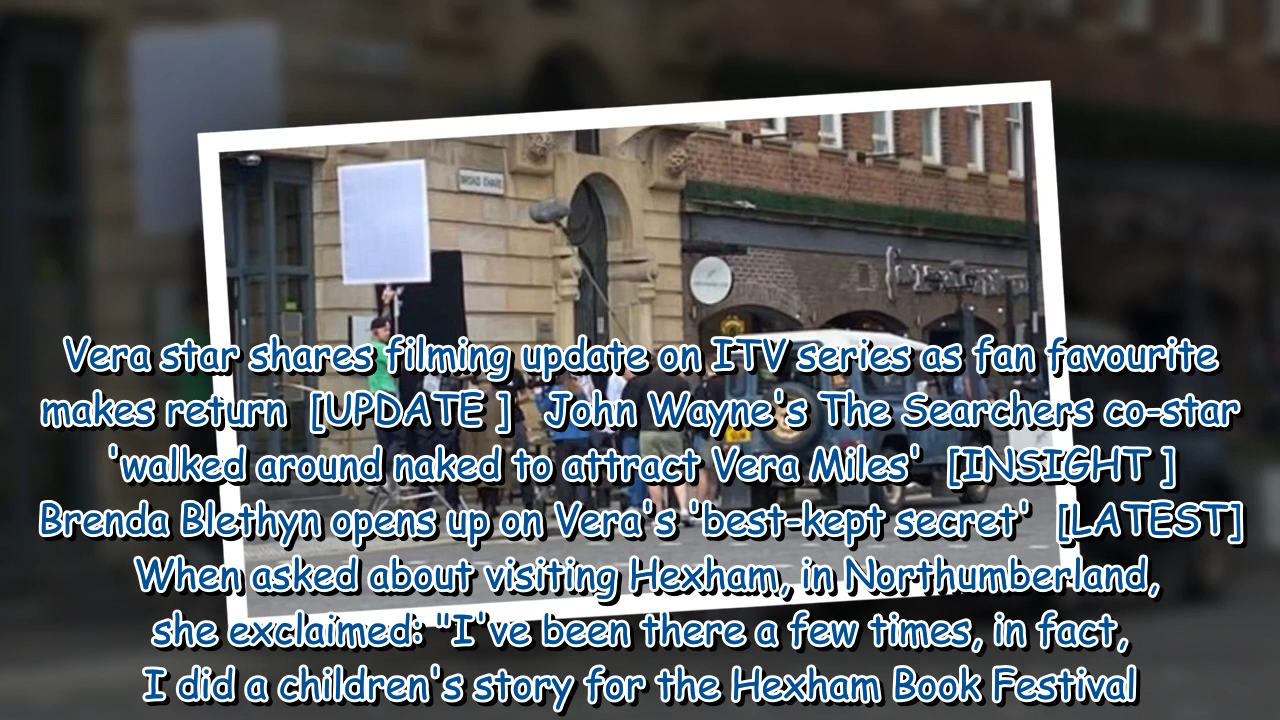 BROAD CHARE
Vera star shares filming update on ITV series as fan favourite
makes return [UPDATE ] John Wayne's The Searchers co-star
'walked around naked to attract Vera Miles' [INSIGHT ]
Brenda Blethyn opens up on Vera's 'best-kept secret' [LATEST]
When asked about visiting Hexham, in Northumberland,
she exclaimed: "I've been there a few times, in fact,
I did a children's story for the Hexham Book Festival